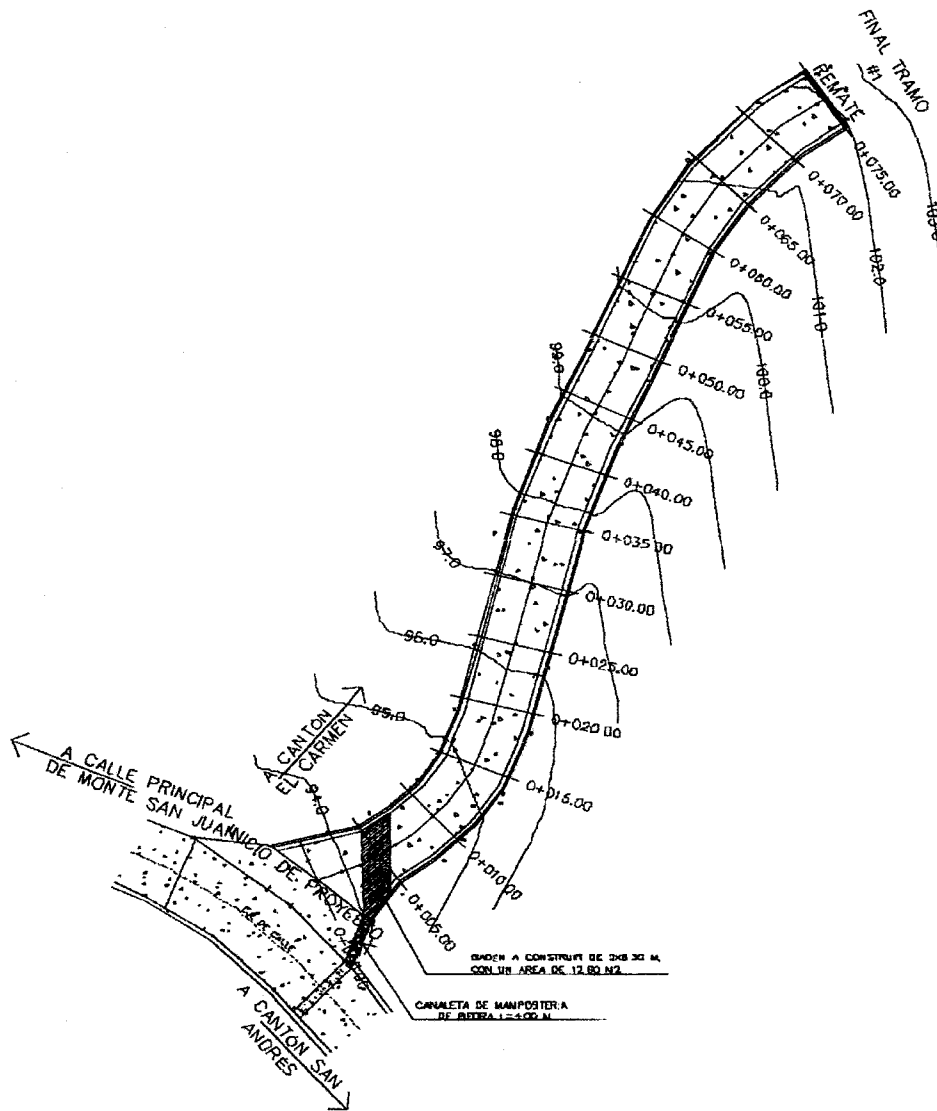 FINAL TRAMO
#1
REMATE
0+075.00
0+070.00
0+065.00
0+060.00
0+055.00
0+050.00
0+045.00
0+040.00
0+035.00
0+030.00
0+025.00
0+020.00
0+015.00
0+010.00
0+005.00
102.0
101.0
100.0
99.0
98.0
97.0
96.0
95.0
94.0
A CANTON
EL CARMEN
A CALLE PRINCIPAL
DE MONTE SAN JUAN
INICIO DE PROYECTO
A CANTON SAN
ANDRES
A CONSTRUIR DE
CON UN AREA DE 12.60 M2
CANALETA DE MAMPOSTERIA
DE PIEDRA L=4.00 M.